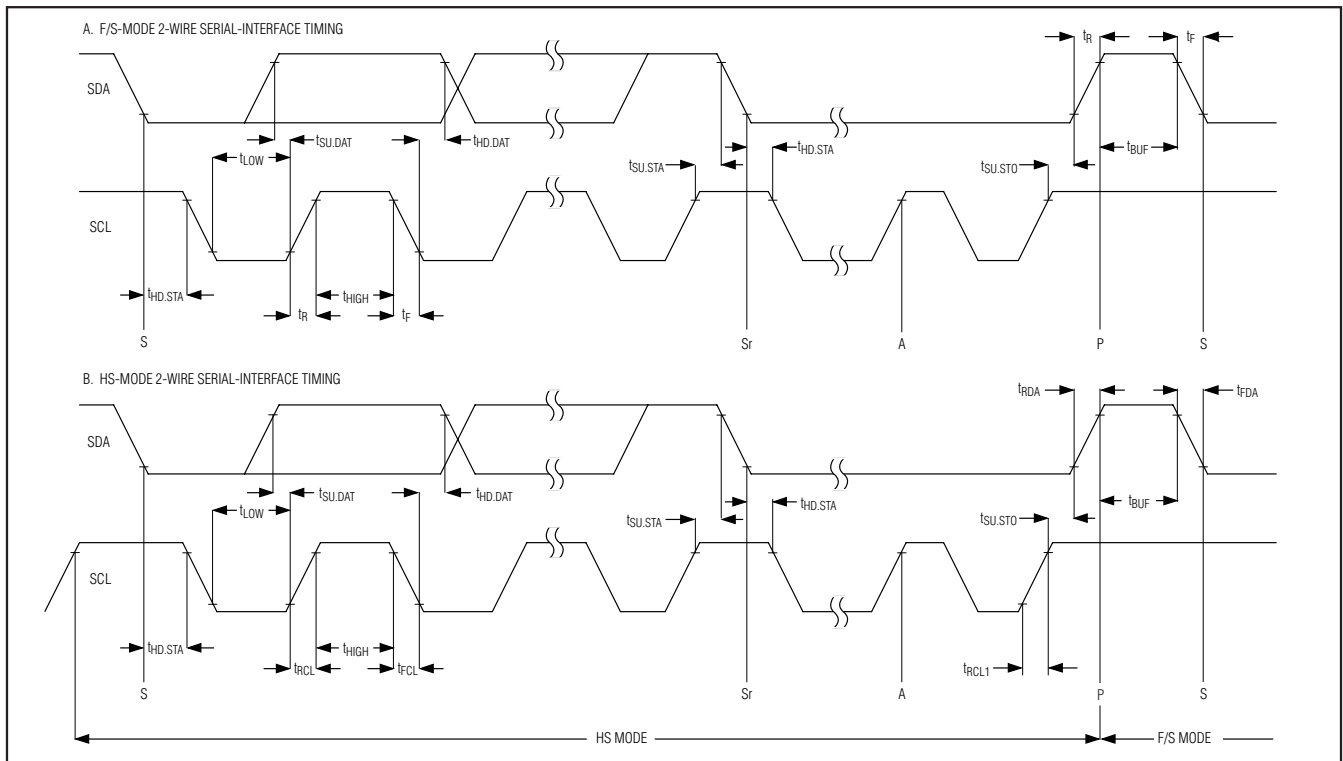 A. F/S-MODE 2-WIRE SERIAL-INTERFACE TIMING
tR
tF
SDA
tSU.DAT
tHD.DAT
tLOW
tHD.STA
tSU.STA
tSU.STO
tBUF
SCL
tHD.STA
tR
tHIGH
tF
S
Sr
A
P
S
B. HS-MODE 2-WIRE SERIAL-INTERFACE TIMING
tRDA
tFDA
SDA
tSU.DAT
tHD.DAT
tLOW
tHD.STA
tSU.STA
tSU.STO
tBUF
SCL
tHD.STA
tRCL
tHIGH
tFCL
tRCL1
S
Sr
A
P
S
HS MODE
F/S MODE